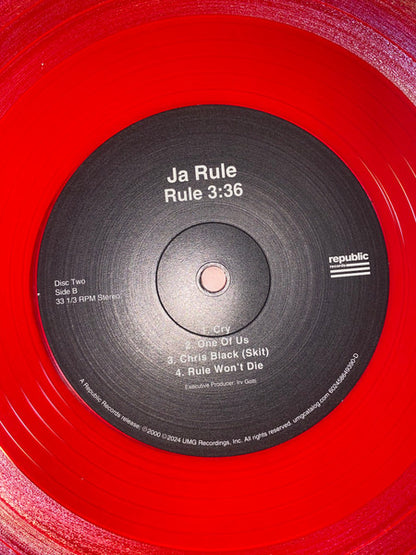 Ja Rule
Rule 3:36
republic
records
Disc Two
Side B
33 1/3 RPM Stereo
1. Cry
2. One Of Us
3. Chris Black (Skit)
4. Rule Won't Die
Executive Producer: Irv Gotti
A Republic Records release; ℗2000 ©2024 UMG Recordings, Inc. All rights reserved. umgcatalog.com